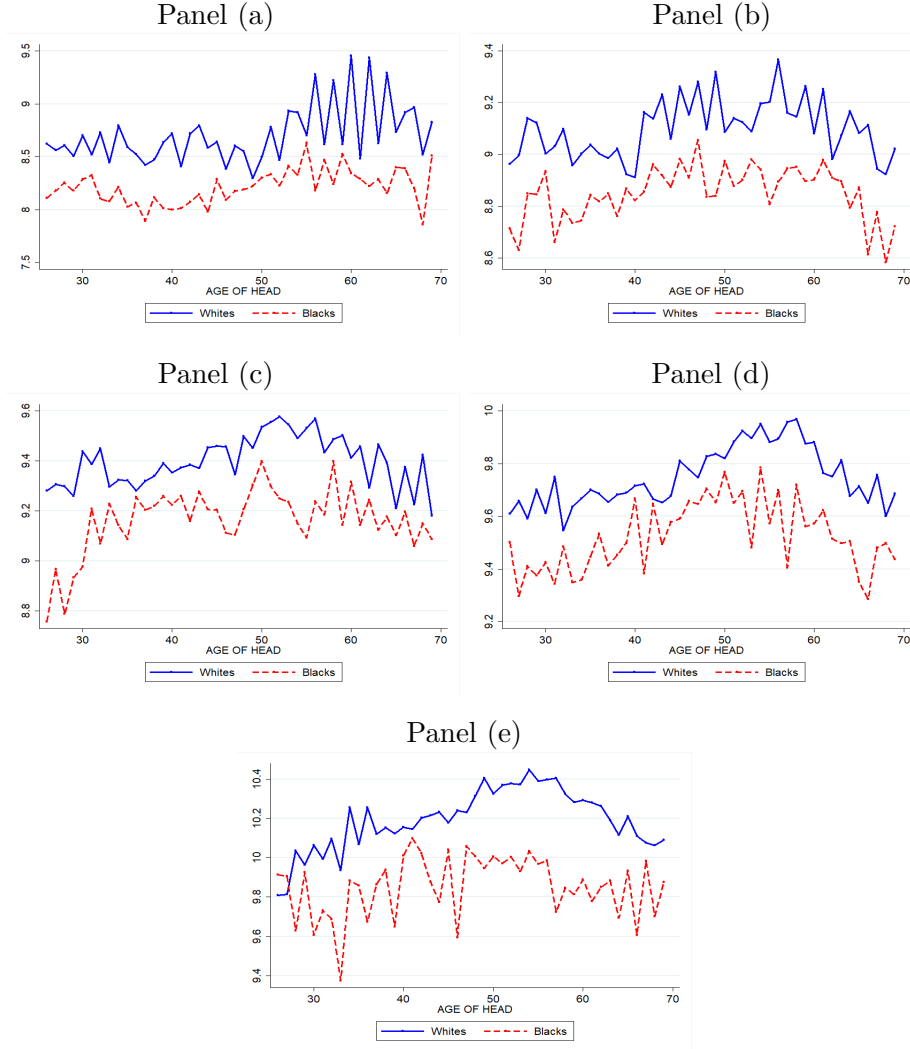 Panel (a)
9.5
9
8.5
8
7.5
30 40 50 60 70
AGE OF HEAD
Whites Blacks
Panel (b)
9.4
9.2
9
8.8
8.6
30 40 50 60 70
AGE OF HEAD
Whites Blacks
Panel (c)
9.6
9.4
9.2
9
8.8
30 40 50 60 70
AGE OF HEAD
Whites Blacks
Panel (d)
10
9.8
9.6
9.4
9.2
30 40 50 60 70
AGE OF HEAD
Whites Blacks
Panel (e)
10.4
10.2
10
9.8
9.6
9.4
30 40 50 60 70
AGE OF HEAD
Whites Blacks